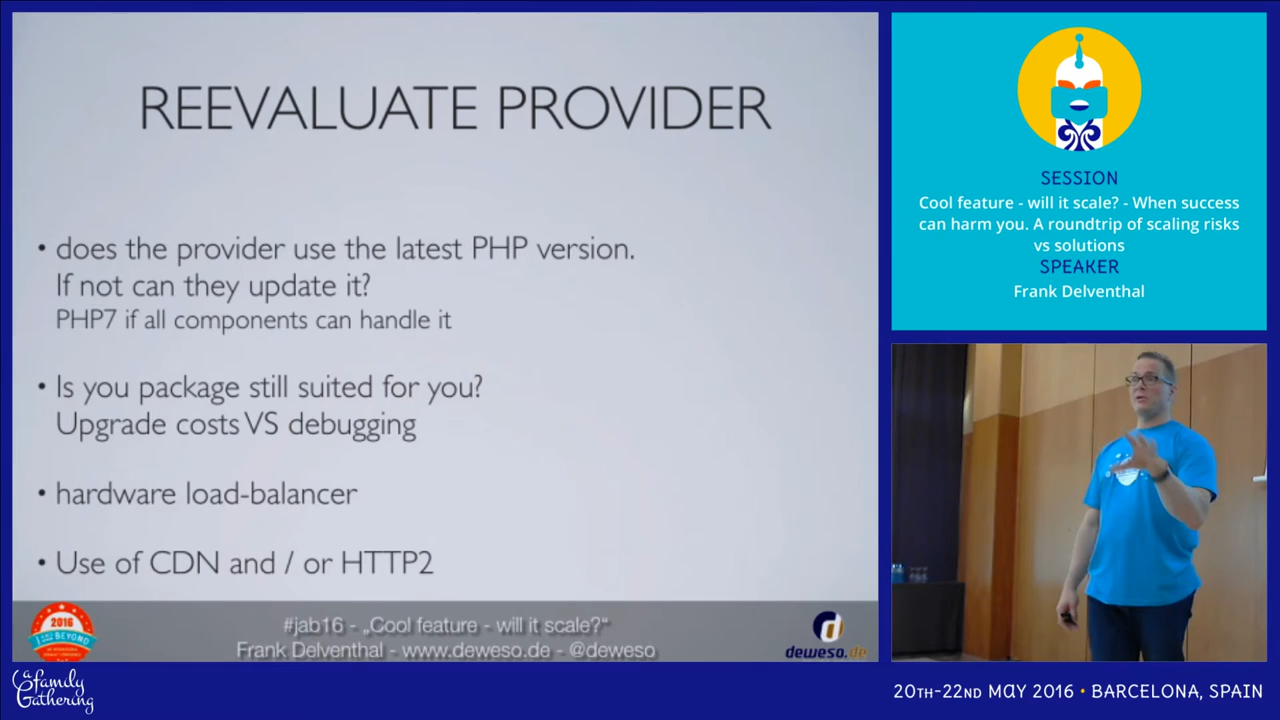 REEVALUATE PROVIDER
• does the provider use the latest PHP version.
If not can they update it?
PHP7 if all components can handle it
• Is you package still suited for you?
Upgrade costs VS debugging
• hardware load-balancer
• Use of CDN and / or HTTP2
2016
BEYOND
#jab16 - „Cool feature - will it scale?“
Frank Delventhal - www.deweso.de - @deweso
deweso.de
SESSION
Cool feature - will it scale? - When success
can harm you. A roundtrip of scaling risks
vs solutions
SPEAKER
Frank Delventhal
a family
Gathering
20TH-22ND MAY 2016 • BARCELONA, SPAIN